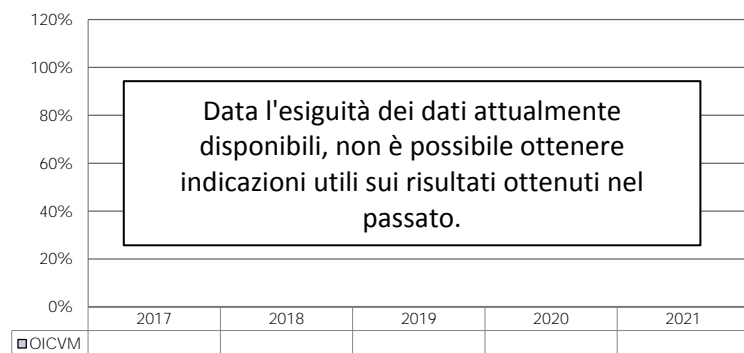 120%
100%
80%
60%
40%
20%
0%
Data l'esiguità dei dati attualmente
disponibili, non è possibile ottenere
indicazioni utili sui risultati ottenuti nel
passato.
2017 2018 2019 2020 2021
OICVM